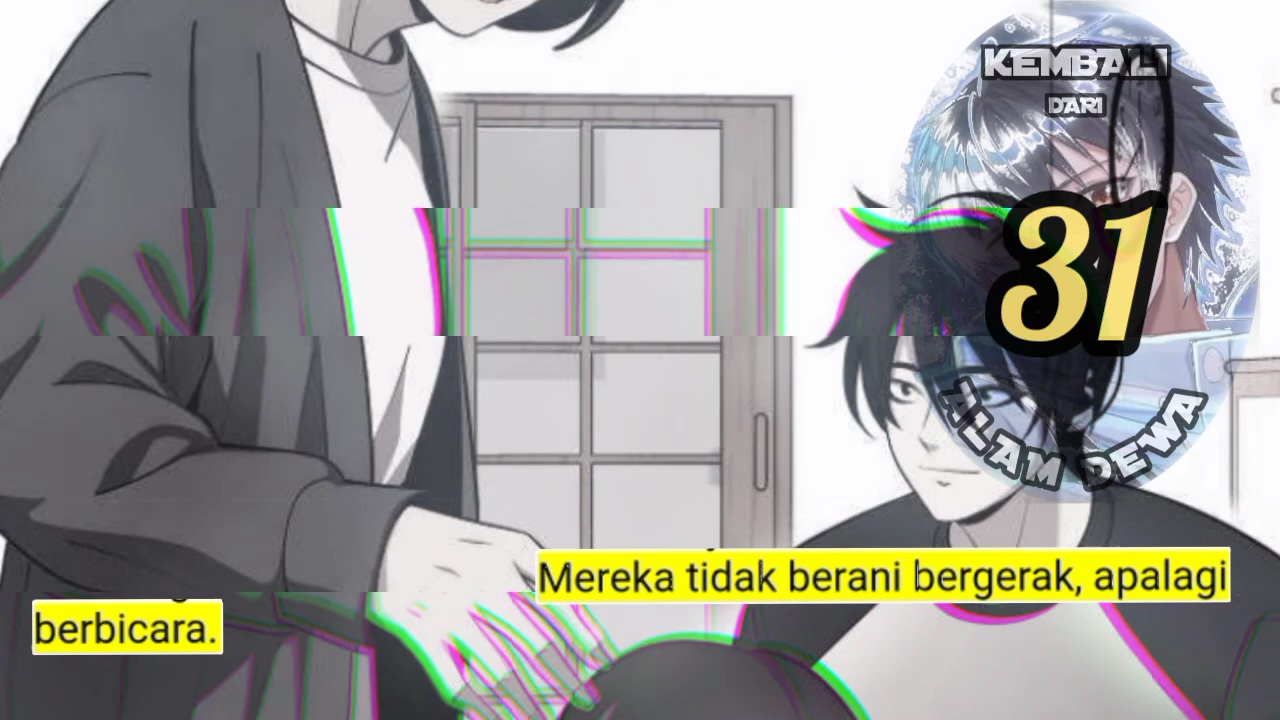 KEMBALI
DARI
31
ALAM DEWA
Mereka tidak berani bergerak, apalagi
berbicara.